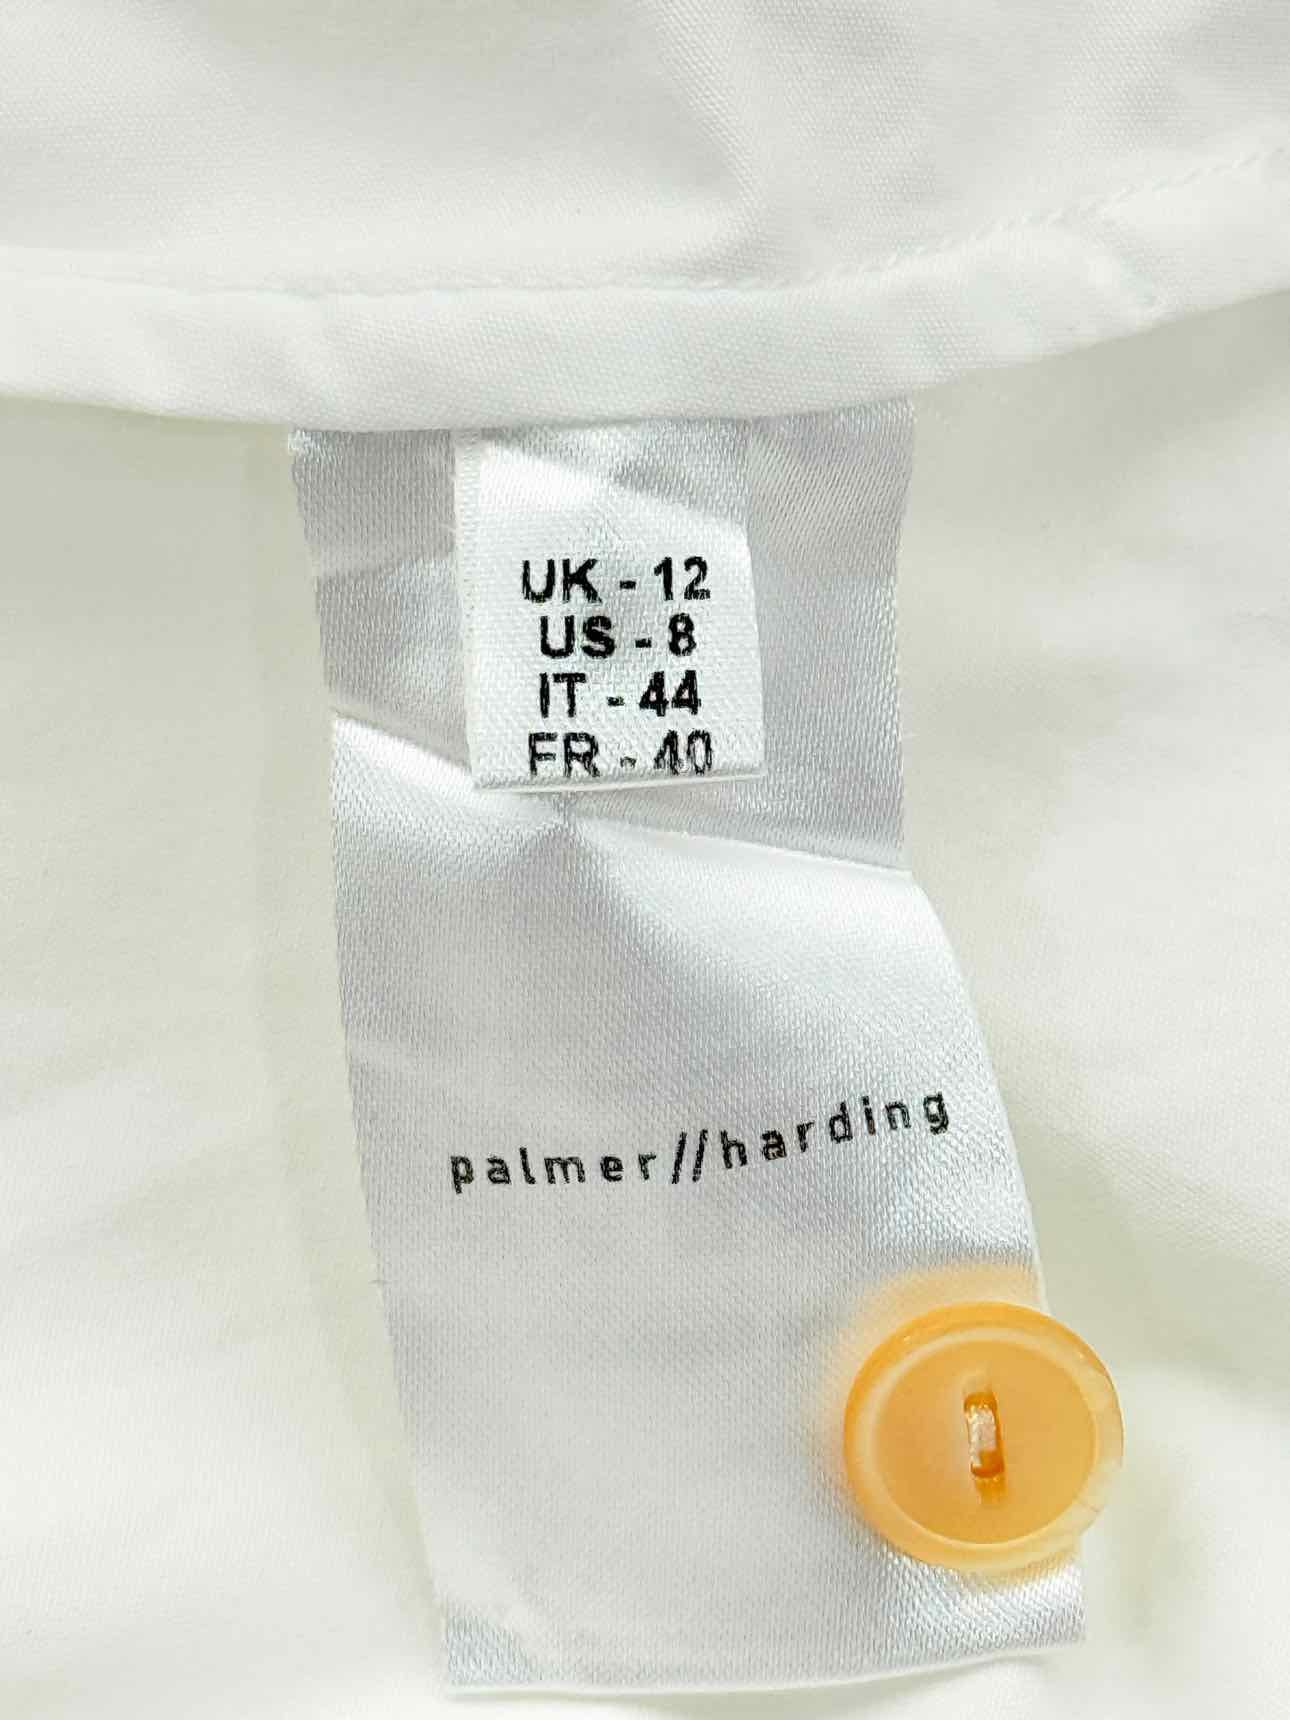 UK - 12
US - 8
IT - 44
FR - 40
palmer//harding